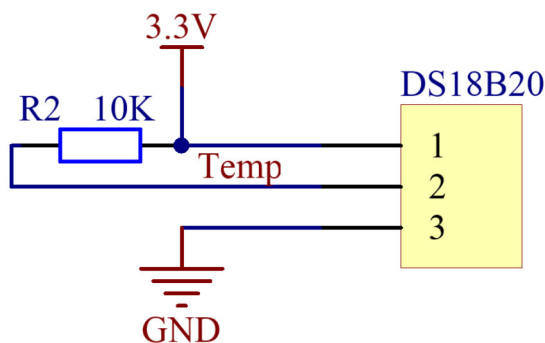 3.3V
DS18B20
R2 10K
1
Temp
2
3
GND